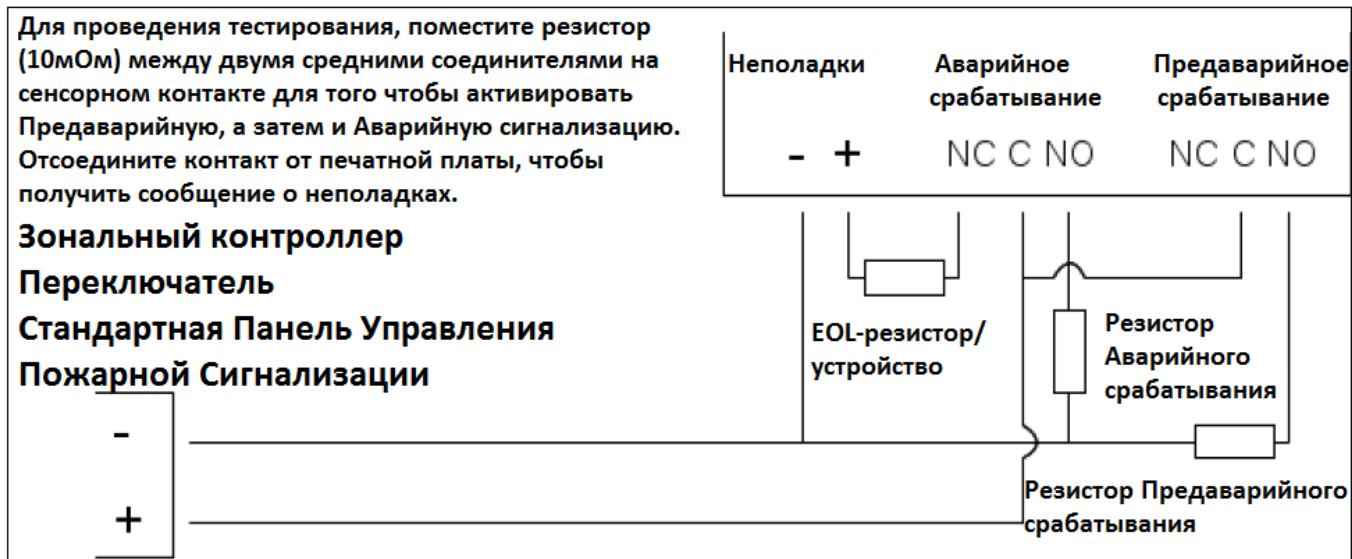 Для проведения тестирования, поместите резистор
(10мОм) между двумя средними соединителями на
сенсорном контакте для того чтобы активировать
Предаварийную, а затем и Аварийную сигнализацию.
Отсоедините контакт от печатной платы, чтобы
получить сообщение о неполадках.
Зональный контроллер
Переключатель
Стандартная Панель Управления
Пожарной Сигнализации
Неполадки
Аварийное
срабатывание
Предаварийное
срабатывание
- +
NC C NO
NC C NO
EOL-резистор/
устройство
Резистор
Аварийного
срабатывания
Резистор Предаварийного
срабатывания
-
+